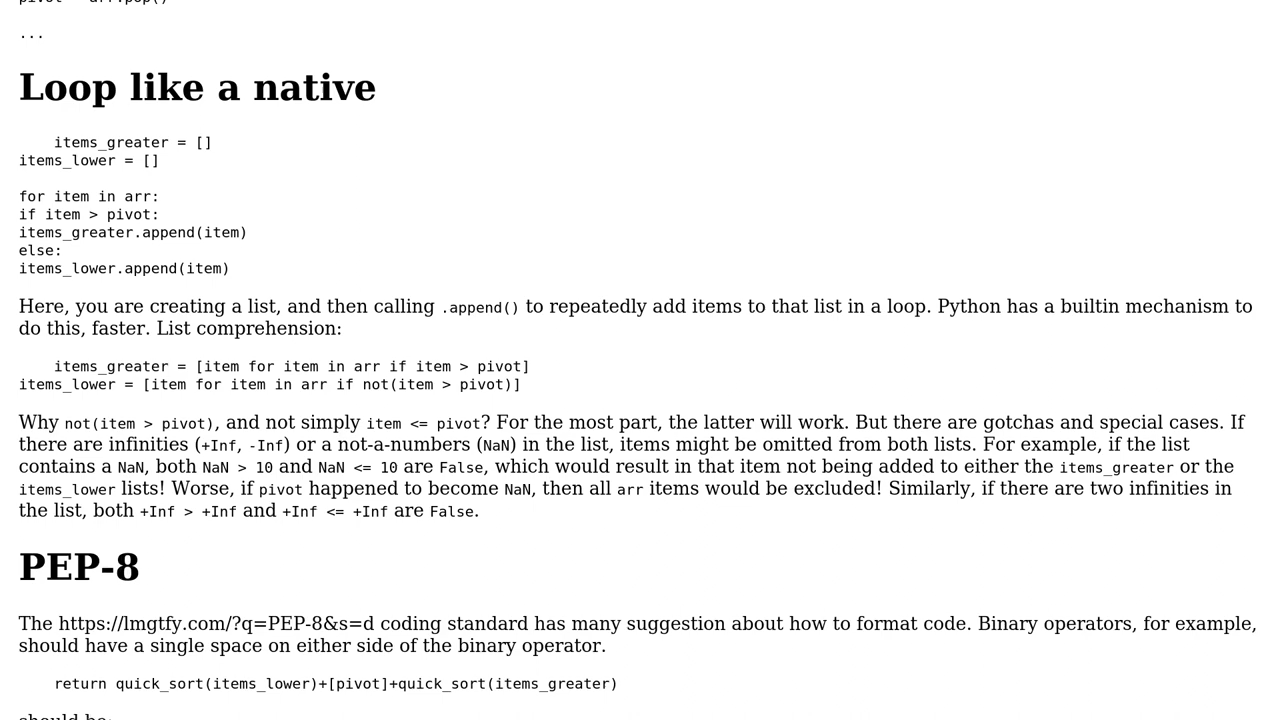 pivot = arr.pop()
...
Loop like a native
items_greater = []
items_lower = []
for item in arr:
if item > pivot:
items_greater.append(item)
else:
items_lower.append(item)
Here, you are creating a list, and then calling .append() to repeatedly add items to that list in a loop. Python has a builtin mechanism to
do this, faster. List comprehension:
items_greater = [item for item in arr if item > pivot]
items_lower = [item for item in arr if not(item > pivot)]
Why not(item > pivot), and not simply item <= pivot? For the most part, the latter will work. But there are gotchas and special cases. If
there are infinities (+Inf, -Inf) or a not-a-numbers (NaN) in the list, items might be omitted from both lists. For example, if the list
contains a NaN, both NaN > 10 and NaN <= 10 are False, which would result in that item not being added to either the items_greater or the
items_lower lists! Worse, if pivot happened to become NaN, then all arr items would be excluded! Similarly, if there are two infinities in
the list, both +Inf > +Inf and +Inf <= +Inf are False.
PEP-8
The https://lmgtfy.com/?q=PEP-8&s=d coding standard has many suggestion about how to format code. Binary operators, for example,
should have a single space on either side of the binary operator.
return quick_sort(items_lower)+[pivot]+quick_sort(items_greater)
should be: